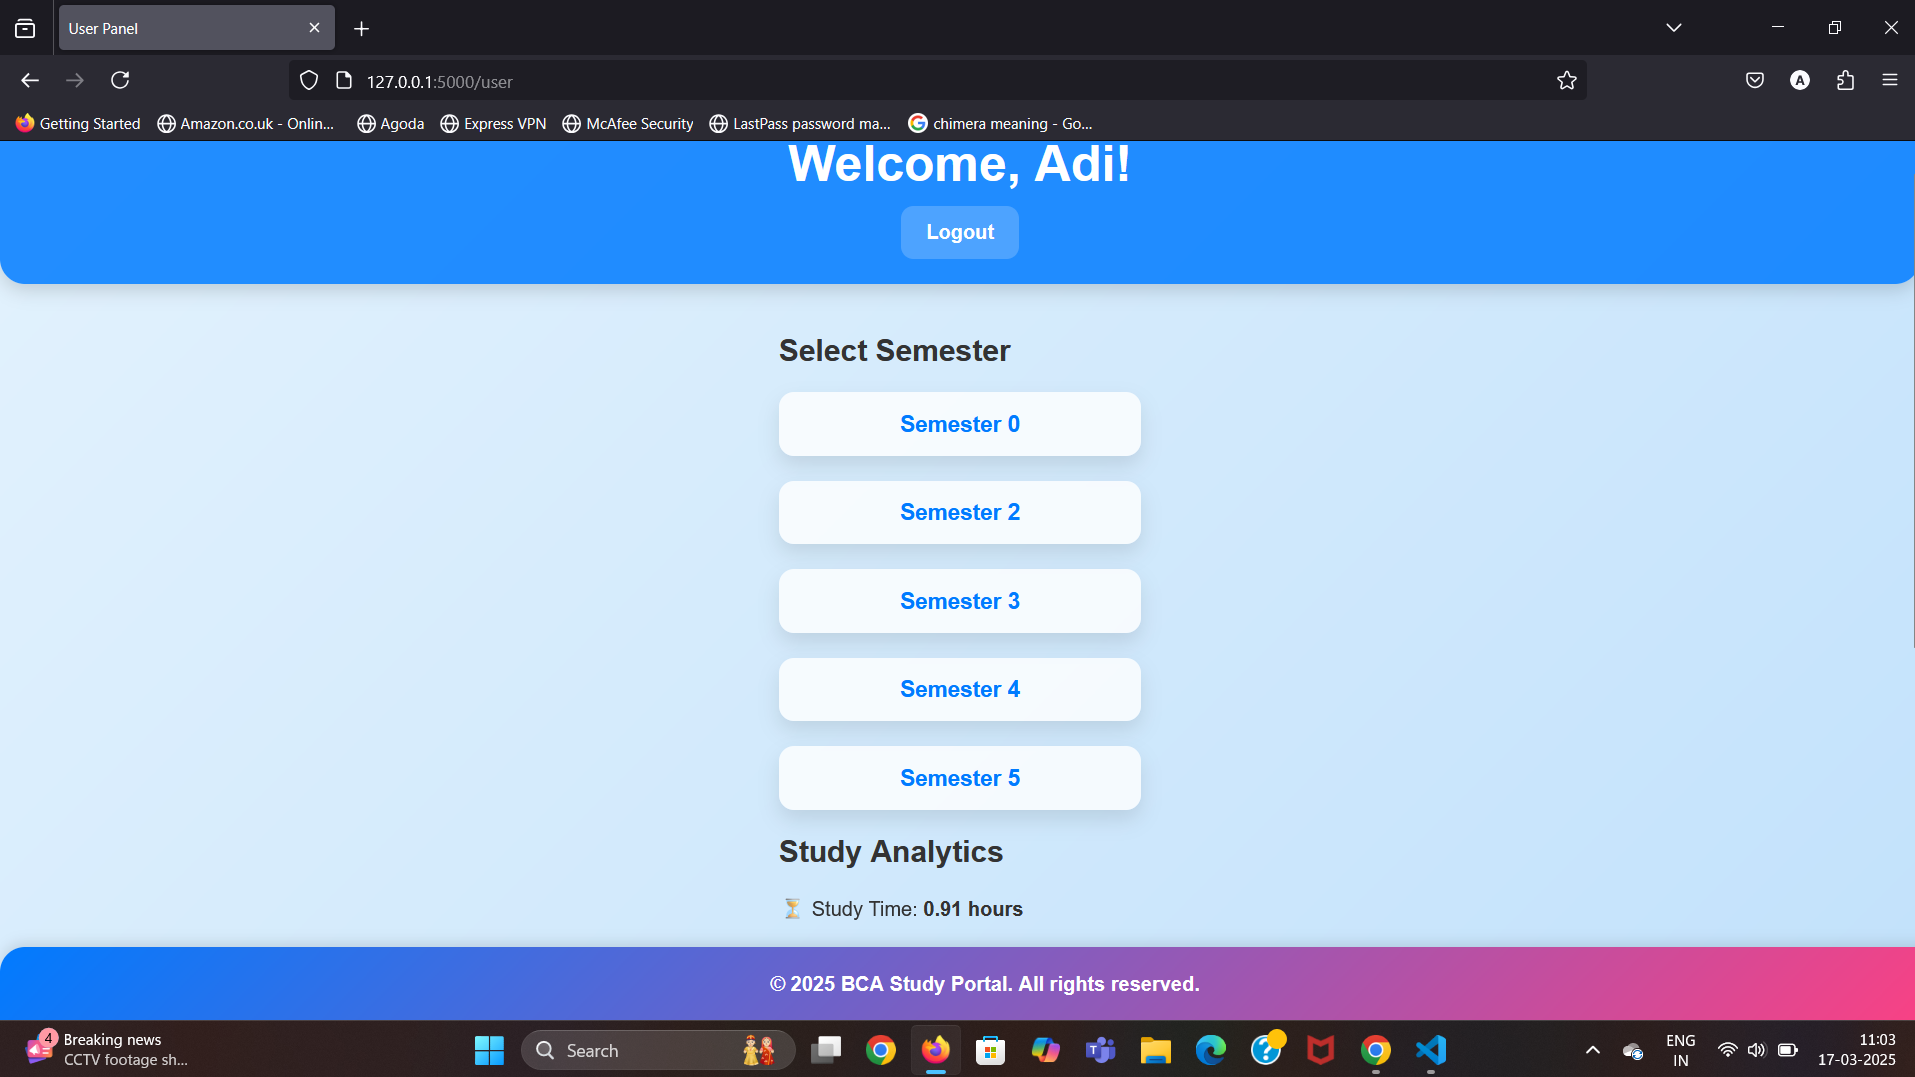 User Panel
127.0.0.1:5000/user
A
Getting Started
Amazon.co.uk - Onlin...
Agoda
Express VPN
McAfee Security
LastPass password ma...
chimera meaning - Go...
Welcome, Adi!
Logout
Select Semester
Semester 0
Semester 2
Semester 3
Semester 4
Semester 5
Study Analytics
⏳ Study Time: 0.91 hours
© 2025 BCA Study Portal. All rights reserved.
4
Breaking news
CCTV footage sh...
Search
ENG
IN
11:03
17-03-2025